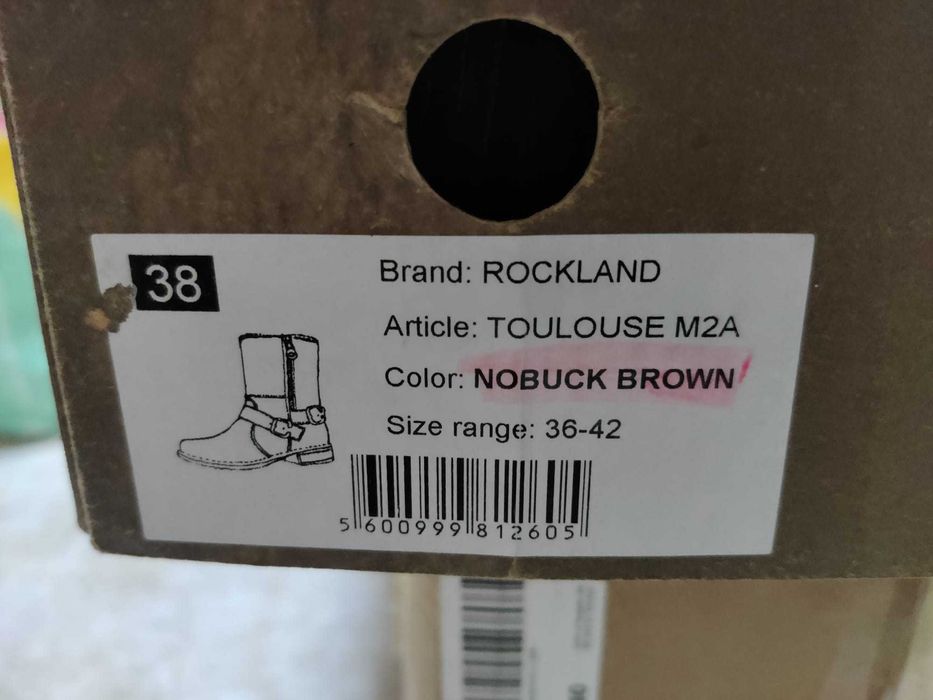 38
Brand: ROCKLAND
Article: TOULOUSE M2A
Color: NOBUCK BROWN
Size range: 36-42
5 600999 812605